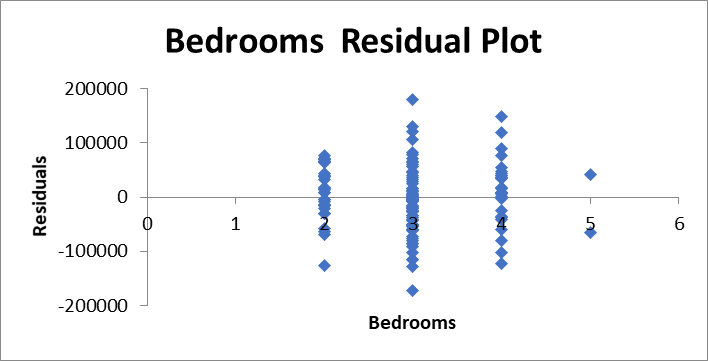 Bedrooms  Residual Plot
200000
100000
0
-100000
-200000
Residuals
0 1 2 3 4 5 6
Bedrooms